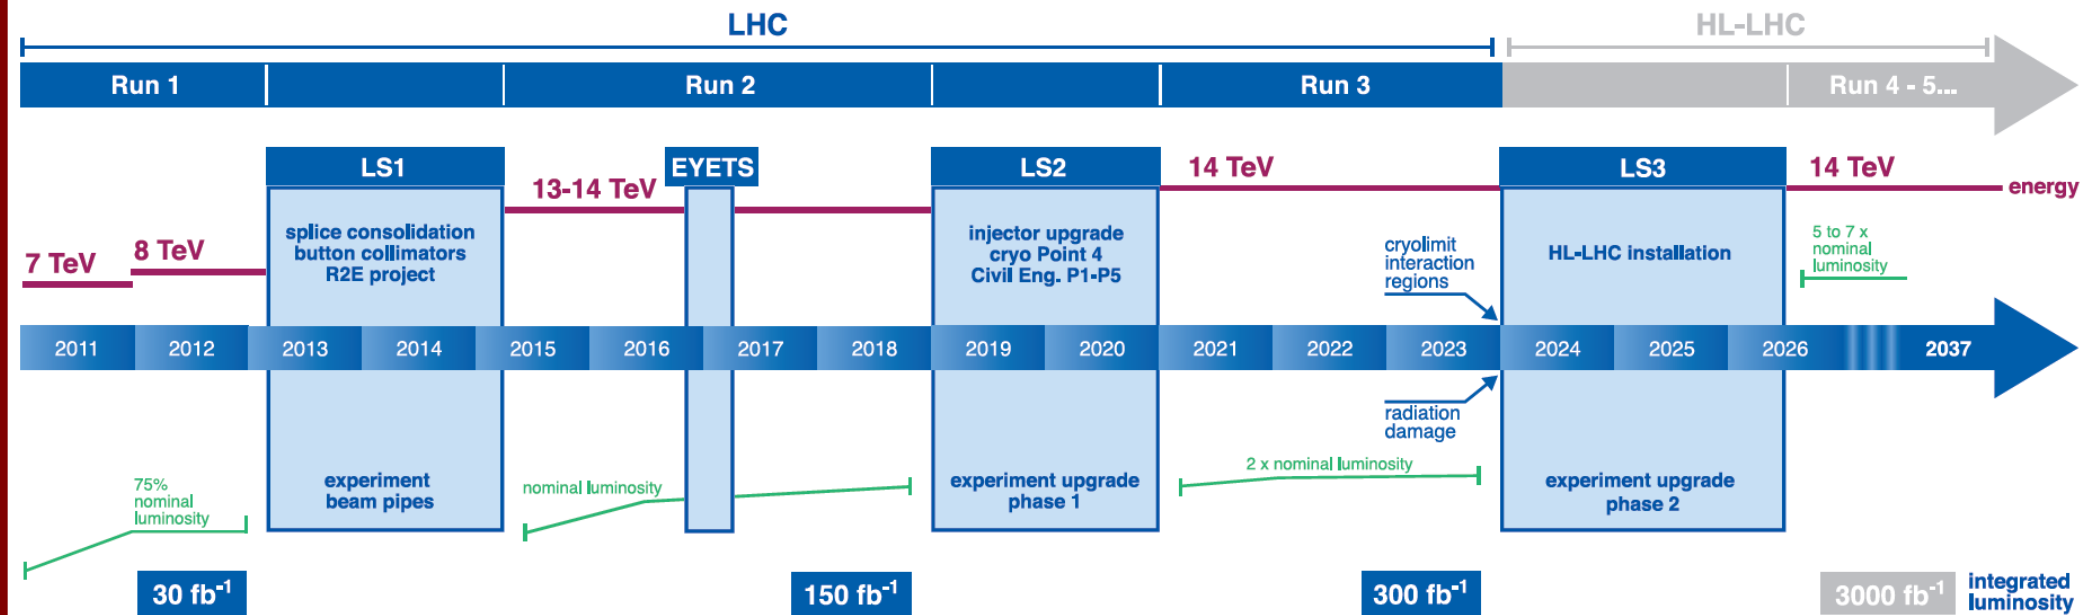 LHC
HL-LHC
Run 1
Run 2
Run 3
Run 4 - 5...
LS1
EYETS
LS2
14 TeV
LS3
14 TeV
13-14 TeV
energy
7 TeV
8 TeV
splice consolidation
button collimators
R2E project
injector upgrade
cryo Point 4
Civil Eng. P1-P5
cryolimit
interaction
regions
HL-LHC installation
5 to 7 x
nominal
luminosity
2011
2012
2013
2014
2015
2016
2017
2018
2019
2020
2021
2022
2023
2024
2025
2026
2037
radiation
damage
75%
nominal
luminosity
experiment
beam pipes
nominal luminosity
experiment upgrade
phase 1
2 x nominal luminosity
experiment upgrade
phase 2
30 fb⁻¹
150 fb⁻¹
300 fb⁻¹
3000 fb⁻¹
integrated
luminosity